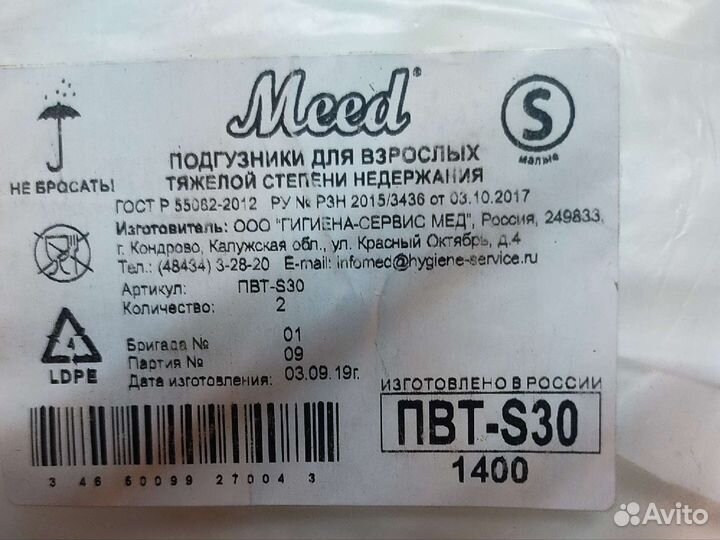 Meed®
S
малые
ПОДГУЗНИКИ ДЛЯ ВЗРОСЛЫХ
ТЯЖЕЛОЙ СТЕПЕНИ НЕДЕРЖАНИЯ
НЕ БРОСАТЬ!
ГОСТ Р 55082-2012 РУ № РЗН 2015/3436 от 03.10.2017
Изготовитель: ООО "ГИГИЕНА-СЕРВИС МЕД", Россия, 249833,
г. Кондрово, Калужская обл., ул. Красный Октябрь, д.4
Тел.: (48434) 3-28-20 E-mail: infomed@hygiene-service.ru
Артикул: ПВТ-S30
Количество: 2
4
LDPE
Бригада № 01
Партия № 09
Дата изготовления: 03.09.19г.
ИЗГОТОВЛЕНО В РОССИИ
ПВТ-S30
1400
3 46 50099 27004 3
Avito